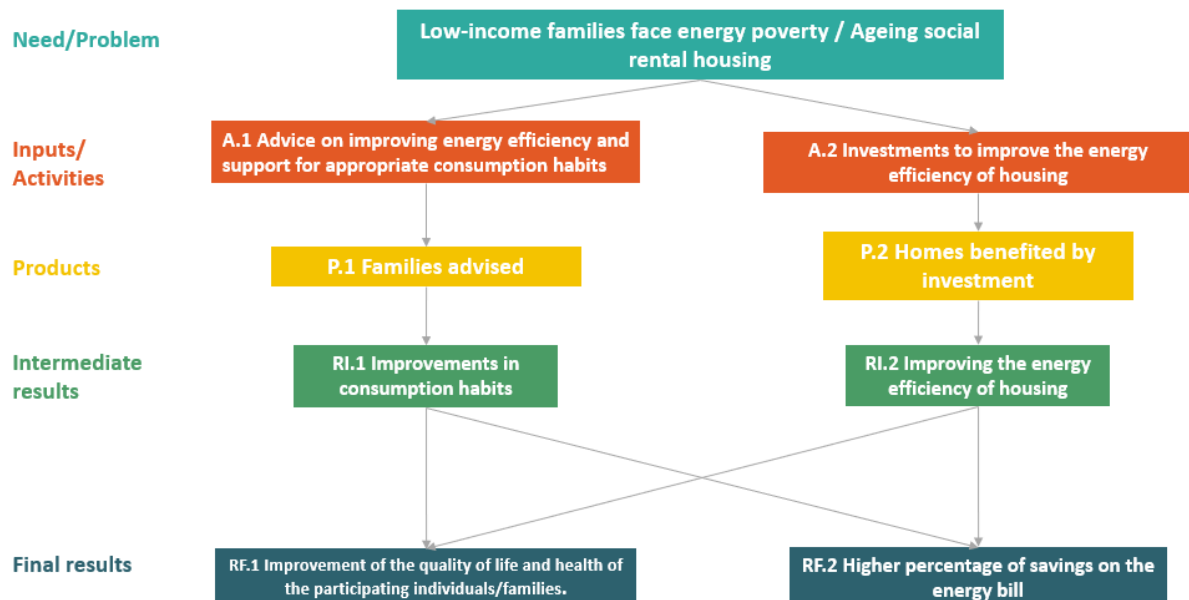 Need/Problem
Low-income families face energy poverty / Ageing social
rental housing
Inputs/
Activities
A.1 Advice on improving energy efficiency and
support for appropriate consumption habits
A.2 Investments to improve the energy
efficiency of housing
Products
P.1 Families advised
P.2 Homes benefited by
investment
Intermediate
results
RI.1 Improvements in
consumption habits
RI.2 Improving the energy
efficiency of housing
Final results
RF.1 Improvement of the quality of life and health of
the participating individuals/families.
RF.2 Higher percentage of savings on the
energy bill